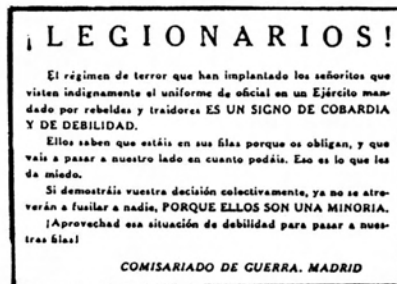 ¡LEGIONARIOS!
El régimen de terror que han implantado los señoritos que
visten indignamente el uniforme de oficial en un Ejército man-
dado por rebeldes y traidores ES UN SIGNO DE COBARDIA
Y DE DEBILIDAD.
Ellos saben que estáis en sus filas porque os obligan, y que
vais a pasar a nuestro lado en cuanto podáis. Eso es lo que les
da miedo.
Si demostráis vuestra decisión colectivamente, ya no se atre-
verán a fusilar a nadie, PORQUE ELLOS SON UNA MINORIA.
¡Aprovechad esa situación de debilidad para pasar a nues-
tras filas!
COMISARIADO DE GUERRA. MADRID